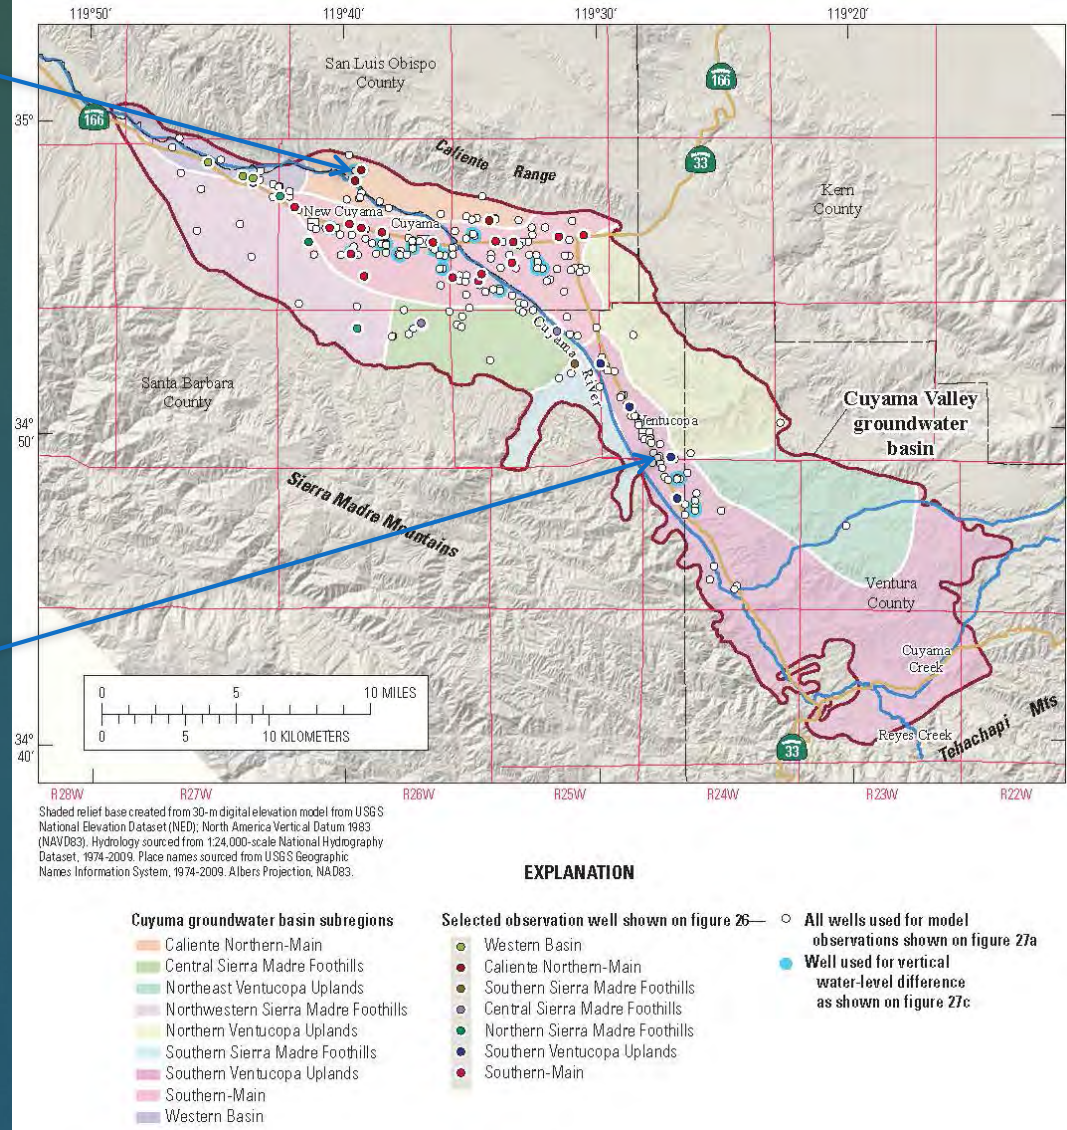 119°50'
119°40'
119°30'
119°20'
San Luis Obispo
County
166
35°
166
33
Caliente Range
Kern
County
New Cuyama
Cuyama
Cuyama River
Santa Barbara
County
34°
50'
Ventucopa
Cuyama Valley
groundwater
basin
Sierra Madre Mountains
Ventura
County
Cuyama
Creek
0 5 10 MILES
0 5 10 KILOMETERS
Reyes Creek
Tehachapi Mts
34°
40'
33
R28W
R27W
R26W
R25W
R24W
R23W
R22W
Shaded relief base created from 30-m digital elevation model from USGS
National Elevation Dataset (NED); North America Vertical Datum 1983
(NAVD83). Hydrology sourced from 1:24,000-scale National Hydrography
Dataset, 1974-2009. Place names sourced from USGS Geographic
Names Information System, 1974-2009. Albers Projection, NAD83.
EXPLANATION
Cuyuma groundwater basin subregions
Caliente Northern-Main
Central Sierra Madre Foothills
Northeast Ventucopa Uplands
Northwestern Sierra Madre Foothills
Northern Ventucopa Uplands
Southern Sierra Madre Foothills
Southern Ventucopa Uplands
Southern-Main
Western Basin
Selected observation well shown on figure 26
Western Basin
Caliente Northern-Main
Southern Sierra Madre Foothills
Central Sierra Madre Foothills
Northern Sierra Madre Foothills
Southern Ventucopa Uplands
Southern-Main
All wells used for model
observations shown on figure 27a
Well used for vertical
water-level difference
as shown on figure 27c